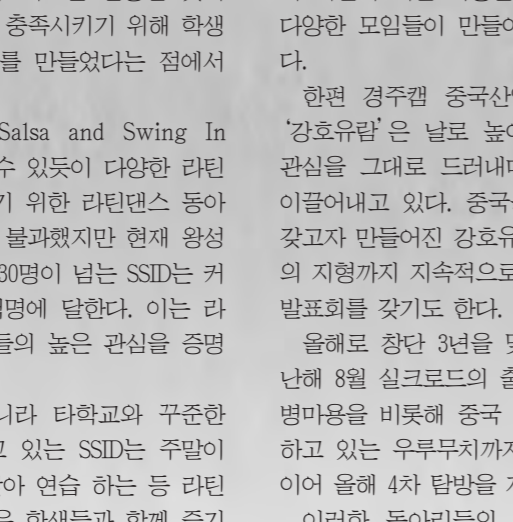 충족시키기 위해 학생
를 만들었다는 점에서
Salsa and Swing In
수 있듯이 다양한 라틴
기 위한 라틴댄스 동아
불과했지만 현재 왕성
30명이 넘는 SSID는 커
명에 달한다. 이는 라
들의 높은 관심을 증명
니라 타학교와 꾸준한
고 있는 SSID는 주말이
아 연습 하는 등 라틴
학생들과 함께 즐기
다양한 모임들이 만들어
다.
한편 경주캠 중국산
‘강호유람’은 날로 높아
관심을 그대로 드러내며
이끌어내고 있다. 중국
갖고자 만들어진 강호유
의 지형까지 지속적으로
발표회를 갖기도 한다.
올해로 창단 3년을 맞
난해 8월 실크로드의 출
병마용을 비롯해 중국
하고 있는 우루무치까지
이어 올해 4차 탐방을 
이러한 동아리들의